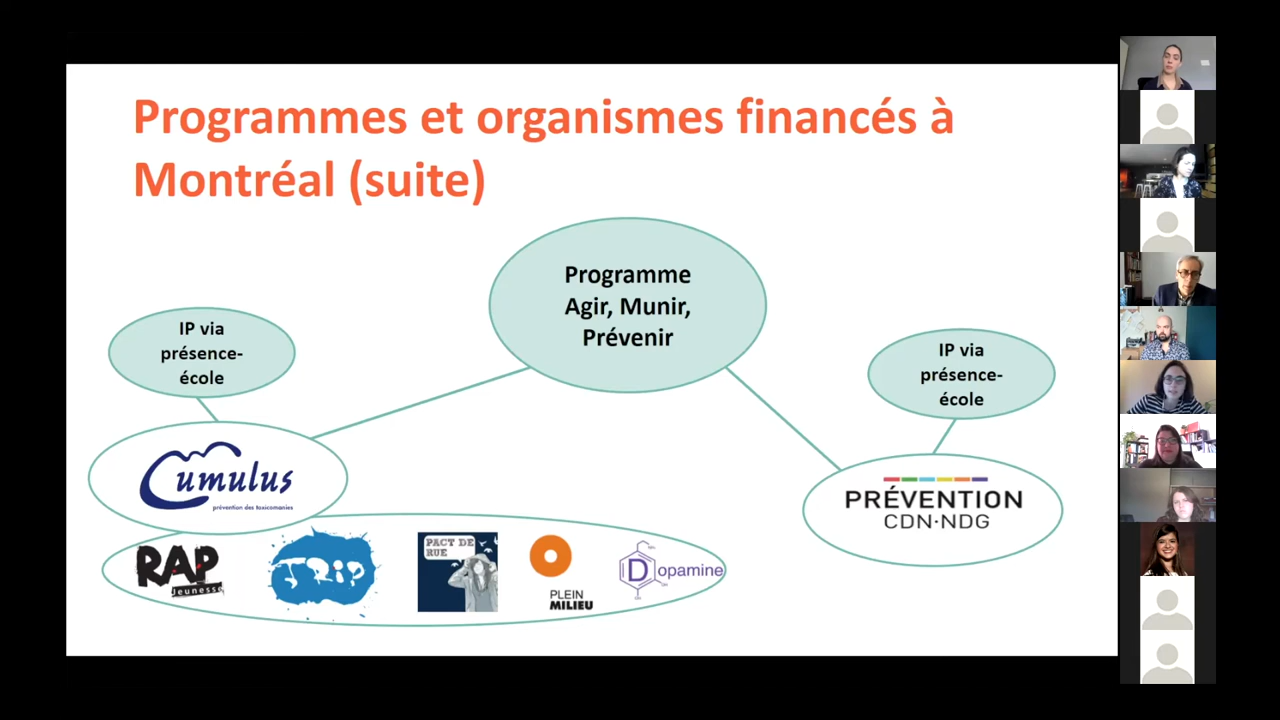 Programmes et organismes financés à
Montréal (suite)
Programme
Agir, Munir,
Prévenir
IP via
présence-
école
IP via
présence-
école
Cumulus
prévention des toxicomanies
PRÉVENTION
CDN·NDG
RAP
Jeunesse
TRIP
PACT DE
RUE
PLEIN
MILIEU
Dopamine